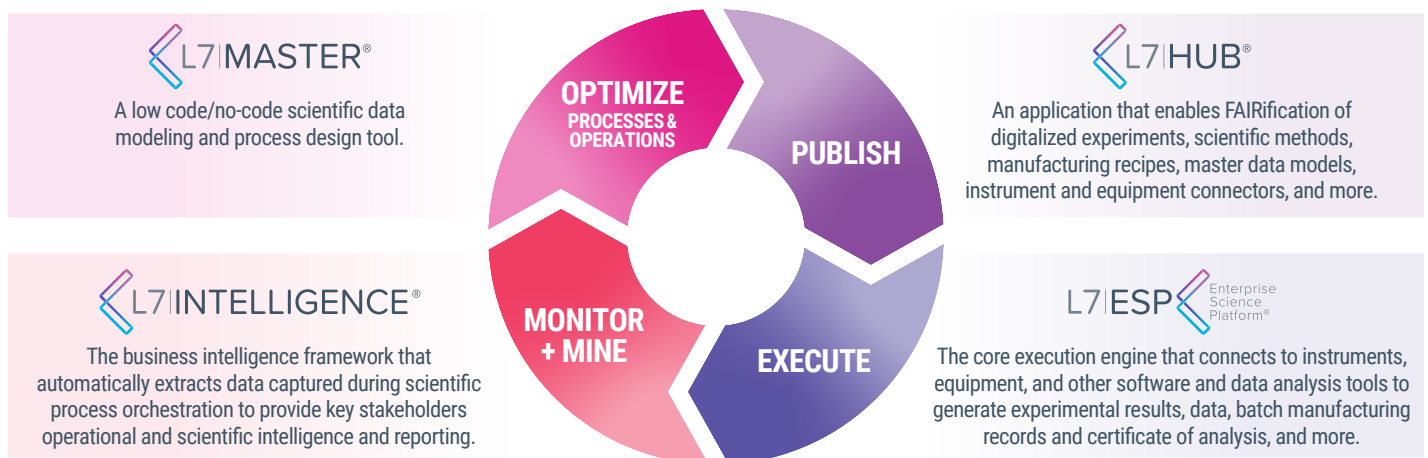 L7|MASTER®
A low code/no-code scientific data
modeling and process design tool.
OPTIMIZE
PROCESSES &
OPERATIONS
PUBLISH
L7|HUB®
An application that enables FAIRification of
digitalized experiments, scientific methods,
manufacturing recipes, master data models,
instrument and equipment connectors, and more.
L7|INTELLIGENCE®
The business intelligence framework that
automatically extracts data captured during scientific
process orchestration to provide key stakeholders
operational and scientific intelligence and reporting.
MONITOR
+ MINE
EXECUTE
L7|ESP
Enterprise
Science
Platform®
The core execution engine that connects to instruments,
equipment, and other software and data analysis tools to
generate experimental results, data, batch manufacturing
records and certificate of analysis, and more.